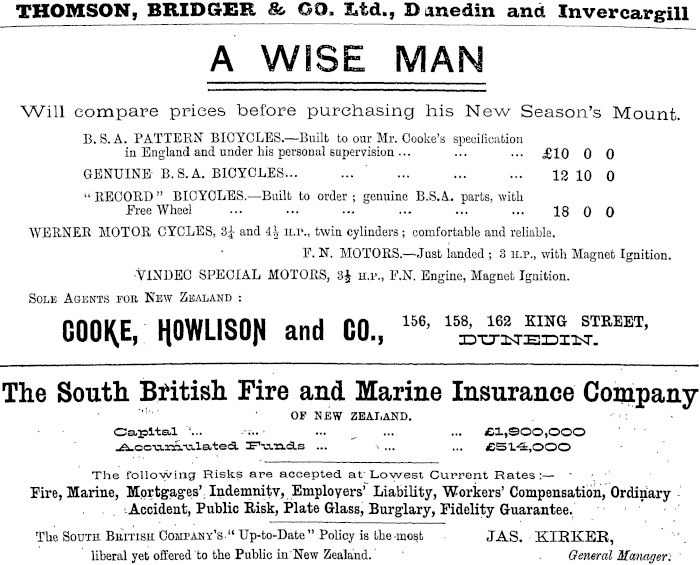 THOMSON, BRIDGER & CO. Ltd., Dunedin and Invercargill
A WISE MAN
Will compare prices before purchasing his New Season's Mount.
B. S. A. PATTERN BICYCLES.—Built to our Mr. Cooke's specification
in England and under his personal supervision ... ... ... £10 0 0
GENUINE B. S. A. BICYCLES... ... ... ... 12 10 0
"RECORD" BICYCLES.—Built to order ; genuine B.S.A. parts, with
Free Wheel ... ... ... ... ... ... 18 0 0
WERNER MOTOR CYCLES, 3¼ and 4½ H.P., twin cylinders ; comfortable and reliable.
F. N. MOTORS.—Just landed ; 3 H.P., with Magnet Ignition.
VINDEC SPECIAL MOTORS, 3½ H.P., F.N. Engine, Magnet Ignition.
SOLE AGENTS FOR NEW ZEALAND :
COOKE, HOWLISON and CO., 156, 158, 162 KING STREET,
DUNEDIN.
The South British Fire and Marine Insurance Company
OF NEW ZEALAND.
Capital ... ... ... ... ... £1,900,000
Accumulated Funds ... ... ... £514,000
The following Risks are accepted at Lowest Current Rates :—
Fire, Marine, Mortgages' Indemnity, Employers' Liability, Workers' Compensation, Ordinary
Accident, Public Risk, Plate Glass, Burglary, Fidelity Guarantee.
The SOUTH BRITISH COMPANY'S "Up-to-Date" Policy is the most
liberal yet offered to the Public in New Zealand.
JAS. KIRKER,
General Manager.